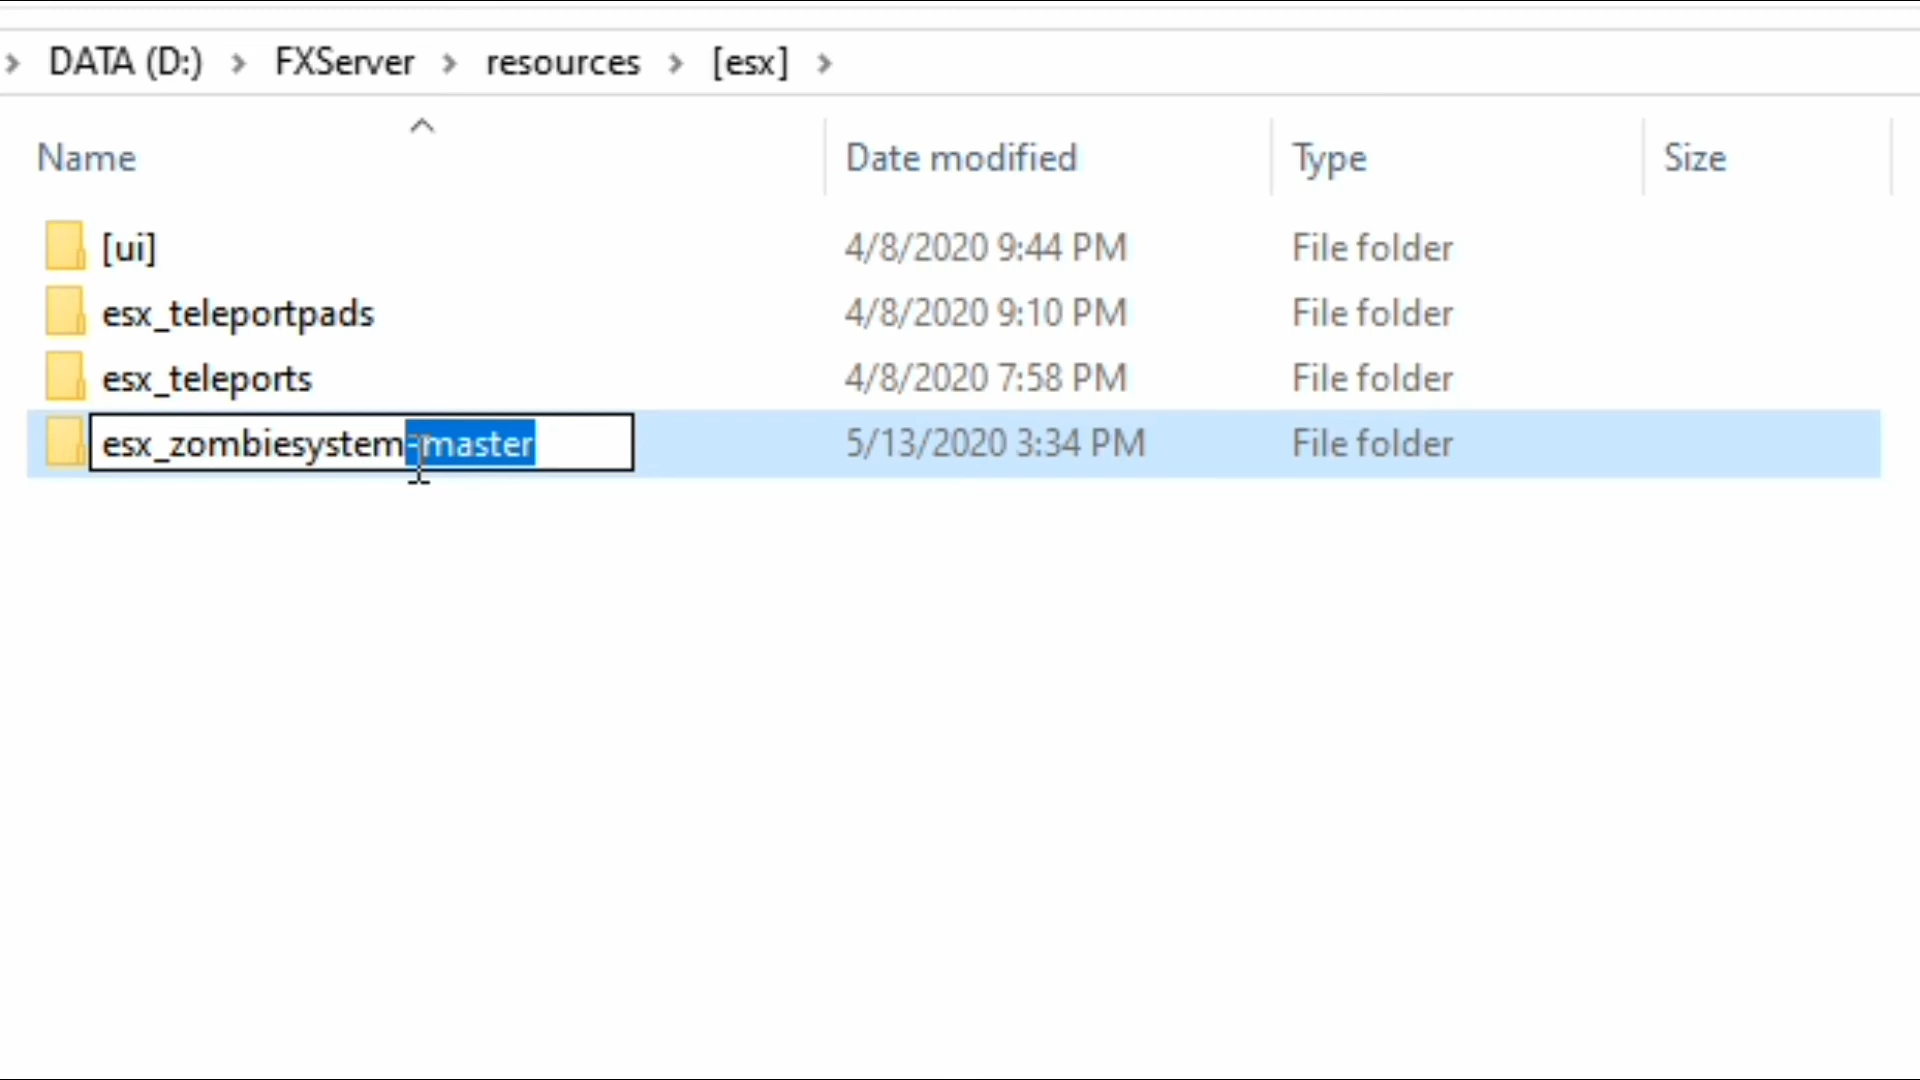 DATA (D:) > FXServer > resources > [esx] >
Name Date modified Type Size
[ui] 4/8/2020 9:44 PM File folder
esx_teleportpads 4/8/2020 9:10 PM File folder
esx_teleports 4/8/2020 7:58 PM File folder
esx_zombiesystem-master 5/13/2020 3:34 PM File folder